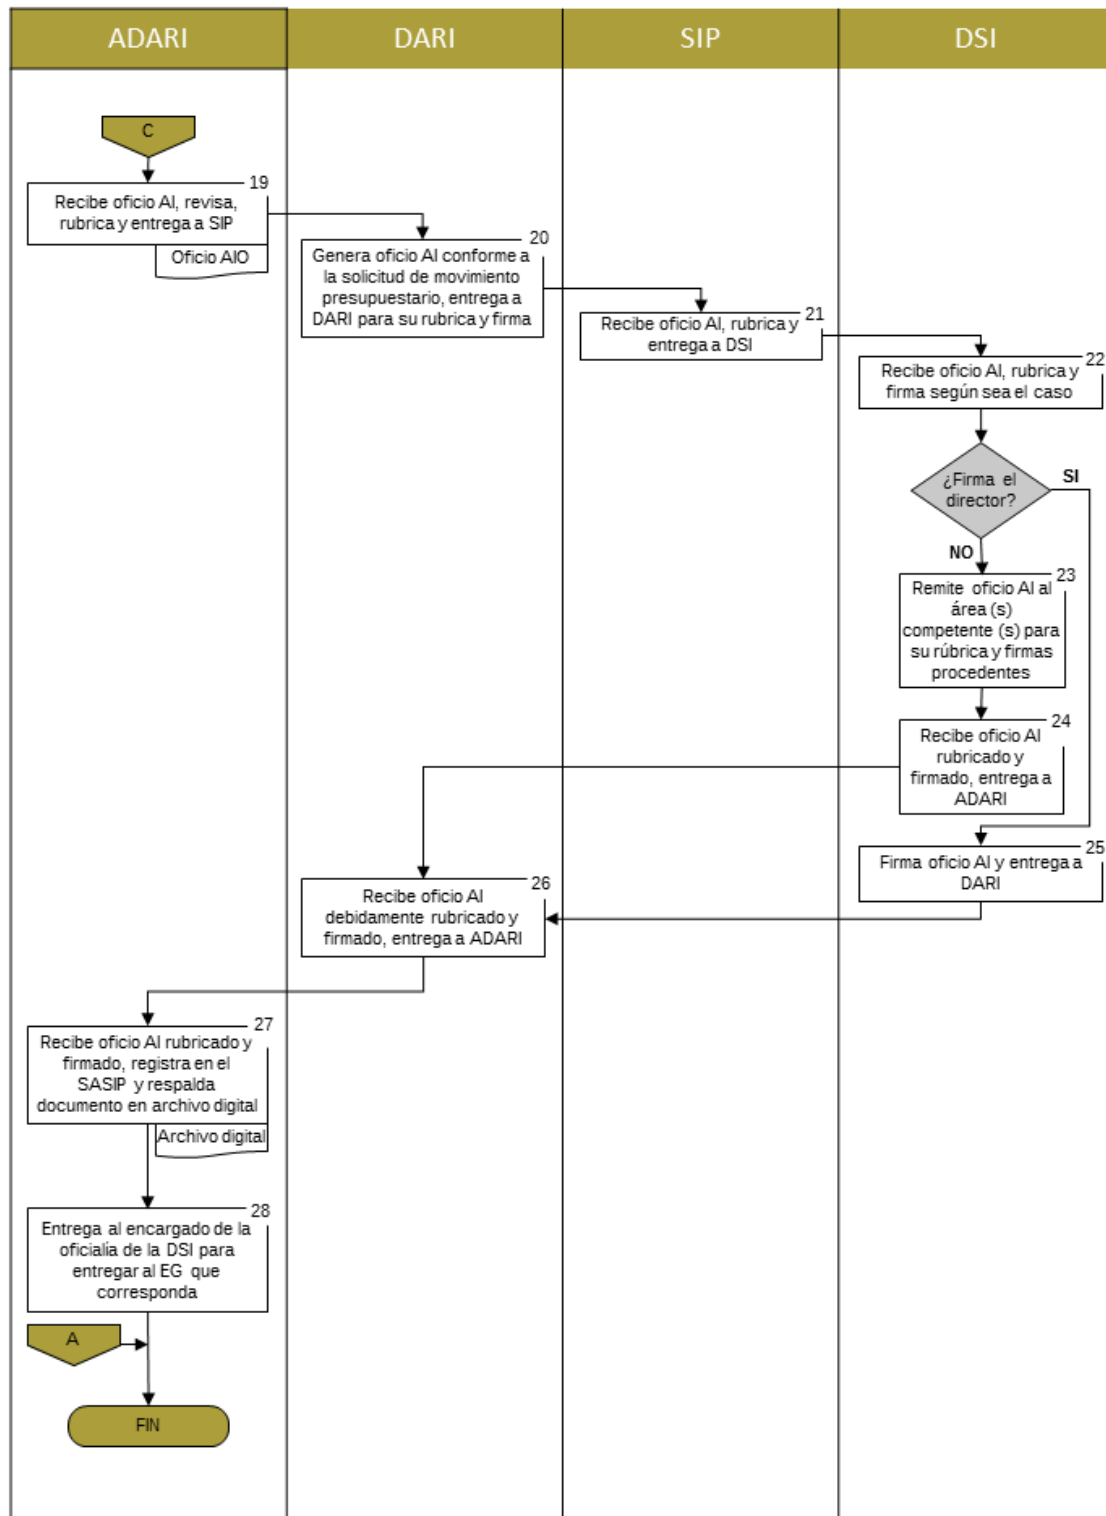 ADARI
DARI
SIP
DSI
C
19
Recibe oficio AI, revisa,
rubrica y entrega a SIP
Oficio AIO
20
Genera oficio AI conforme a
la solicitud de movimiento
presupuestario, entrega a
DARI para su rubrica y firma
21
Recibe oficio AI, rubrica y
entrega a DSI
22
Recibe oficio AI, rubrica y
firma según sea el caso
¿Firma el
director?
SI
NO
23
Remite oficio AI al
área (s)
competente (s) para
su rúbrica y firmas
procedentes
24
Recibe oficio AI
rubricado y
firmado, entrega a
ADARI
25
Firma oficio AI y entrega a
DARI
26
Recibe oficio AI
debidamente rubricado y
firmado, entrega a ADARI
27
Recibe oficio AI rubricado y
firmado, registra en el
SASIP y respalda
documento en archivo digital
Archivo digital
28
Entrega al encargado de la
oficialía de la DSI para
entregar al EG que
corresponda
A
FIN